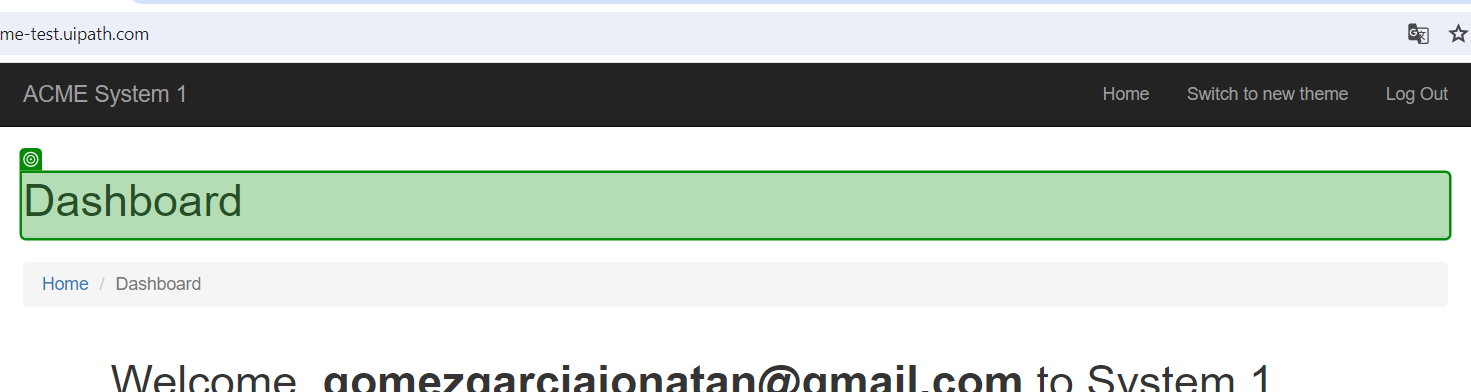 me-test.uipath.com
ACME System 1 Home Switch to new theme Log Out
Dashboard
Home / Dashboard
Welcome gomezgarciajonatan@gmail.com to System 1